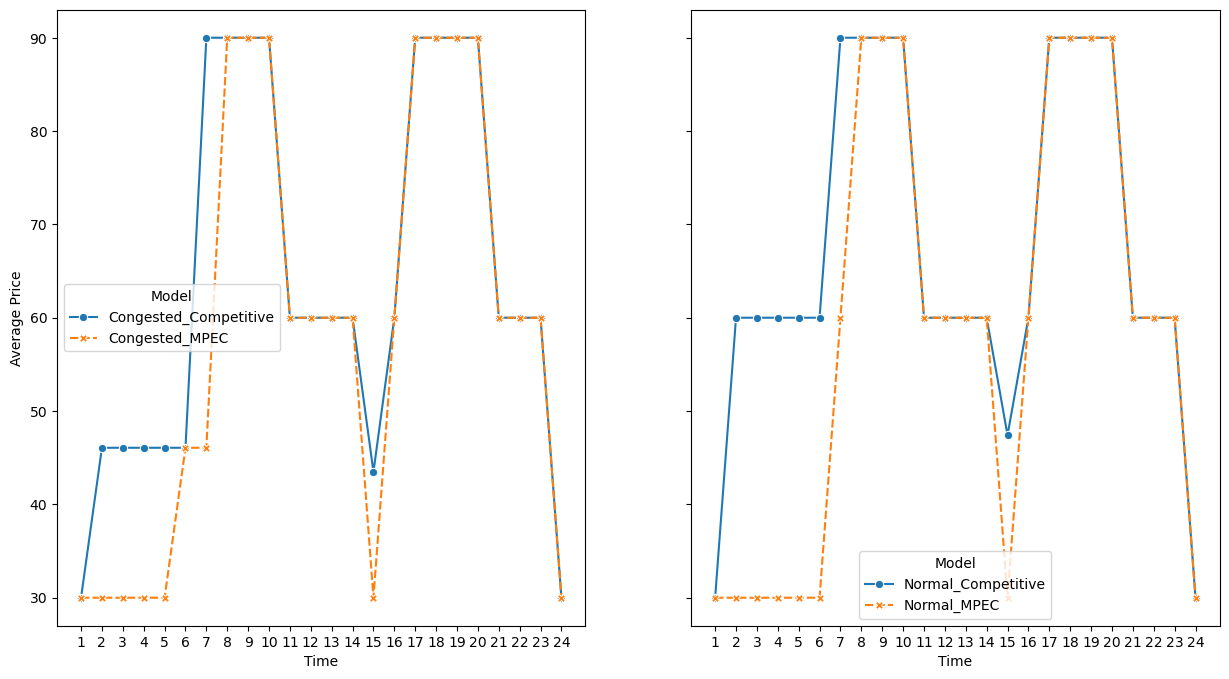 90
80
70
60
50
40
30
Average Price
Model
Congested_Competitive
Congested_MPEC
1 2 3 4 5 6 7 8 9 10 11 12 13 14 15 16 17 18 19 20 21 22 23 24
Time
Model
Normal_Competitive
Normal_MPEC
1 2 3 4 5 6 7 8 9 10 11 12 13 14 15 16 17 18 19 20 21 22 23 24
Time